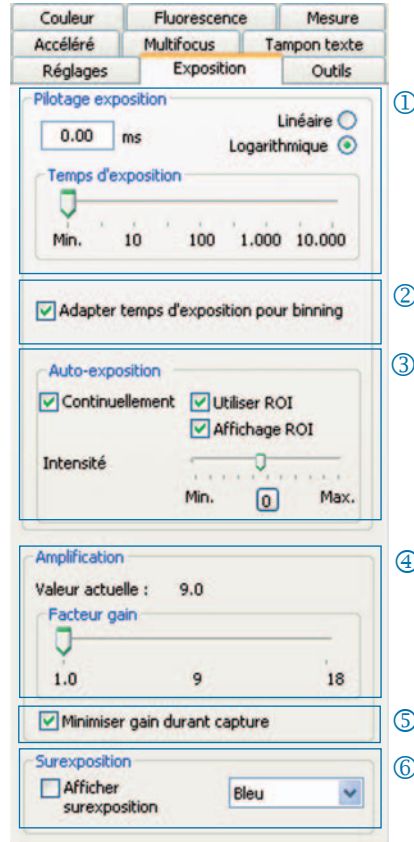 Couleur Fluorescence Mesure
Accéléré Multifocus Tampon texte
Réglages Exposition Outils
Pilotage exposition
①
Linéaire
0.00 ms
Logarithmique
Temps d'exposition
Min. 10 100 1.000 10.000
②
Adapter temps d'exposition pour binning
③
Auto-exposition
Continuellement Utiliser ROI
Affichage ROI
Intensité
Min. 0 Max.
④
Amplification
Valeur actuelle : 9.0
Facteur gain
1.0 9 18
⑤
Minimiser gain durant capture
⑥
Surexposition
Afficher
surexposition
Bleu